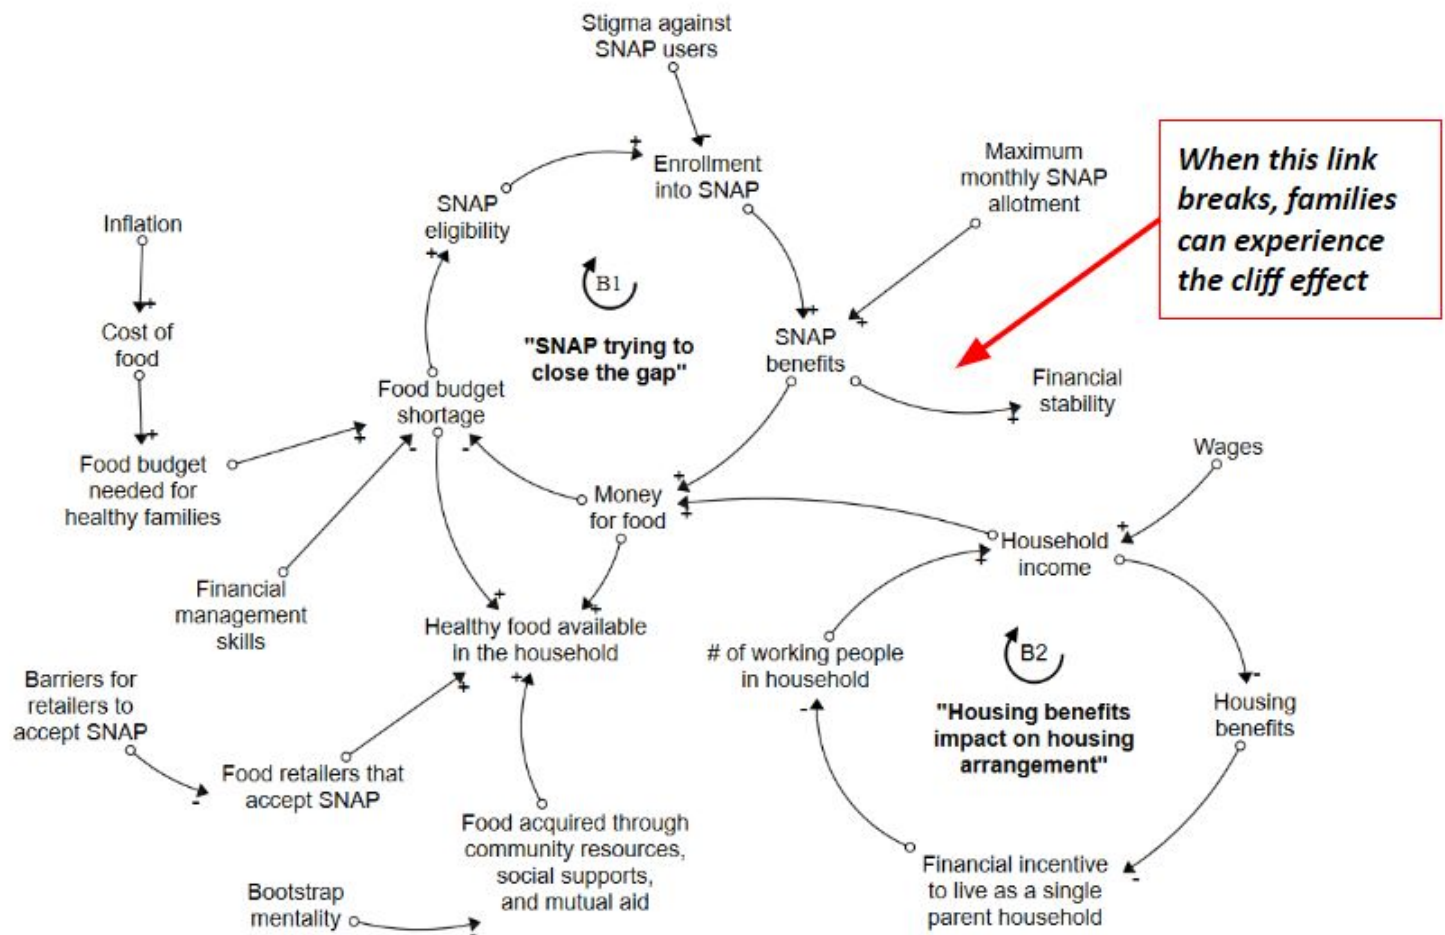 Stigma against
SNAP users
+
-
Enrollment
into SNAP
Maximum
monthly SNAP
allotment
When this link
breaks, families
can experience
the cliff effect
SNAP
eligibility
+
Inflation
+
Cost of
food
+
Food budget
needed for
healthy families
B1
"SNAP trying to
close the gap"
+
+
SNAP
benefits
Financial
stability
+
Food budget
shortage
+
-
-
Wages
+
Money
for food
+
+
Household
income
+
Financial
management
skills
+
+
Healthy food available
in the household
+
+
# of working people
in household
-
B2
"Housing benefits
impact on housing
arrangement"
-
Housing
benefits
Barriers for
retailers to
accept SNAP
-
Food retailers that
accept SNAP
Food acquired through
community resources,
social supports,
and mutual aid
Bootstrap
mentality
-
Financial incentive
to live as a single
parent household